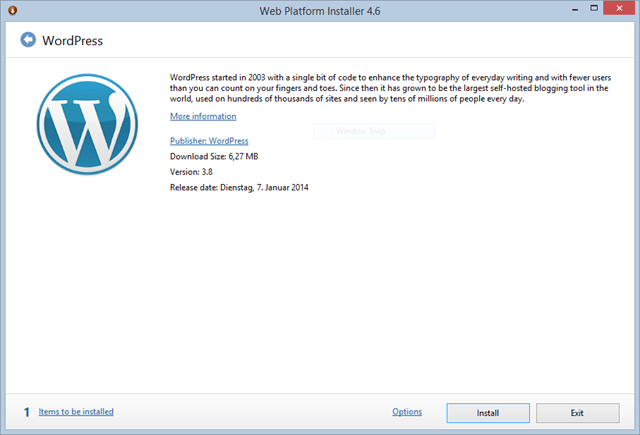 Web Platform Installer 4.6
WordPress
WordPress started in 2003 with a single bit of code to enhance the typography of everyday writing and with fewer users
than you can count on your fingers and toes. Since then it has grown to be the largest self-hosted blogging tool in the
world, used on hundreds of thousands of sites and seen by tens of millions of people every day.
More information
Window Snip
Publisher: WordPress
Download Size: 6,27 MB
Version: 3.8
Release date: Dienstag, 7. Januar 2014
1 Items to be installed Options Install Exit